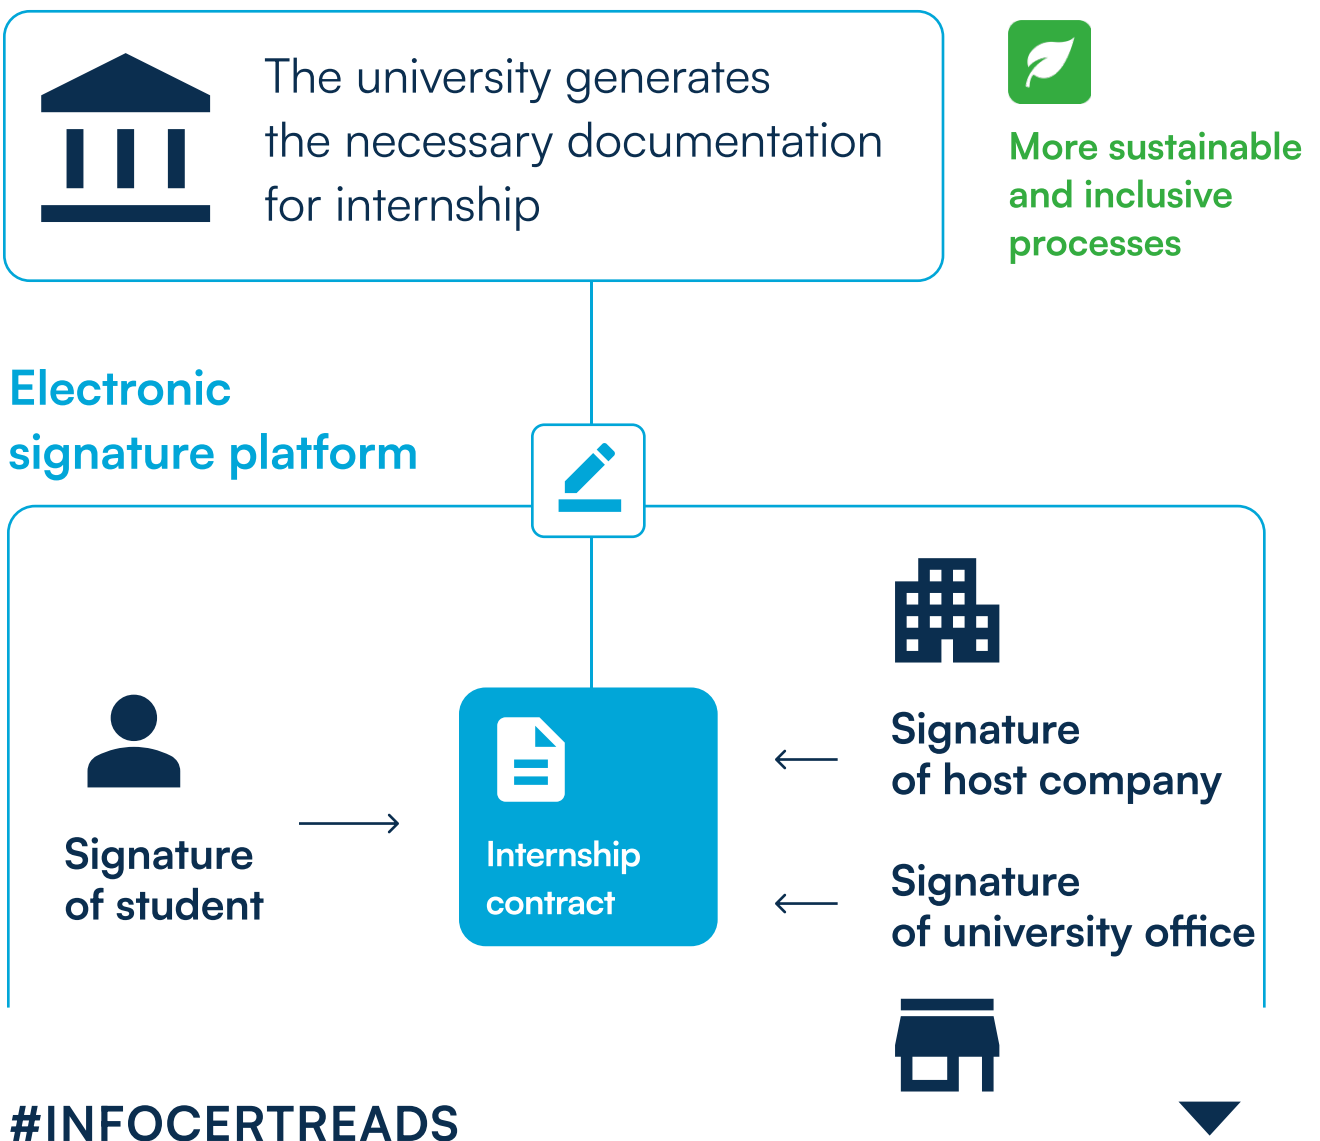 The university generates
the necessary documentation
for internship
More sustainable
and inclusive
processes
Electronic
signature platform
Signature
of student
Internship
contract
Signature
of host company
Signature
of university office
#INFOCERTREADS